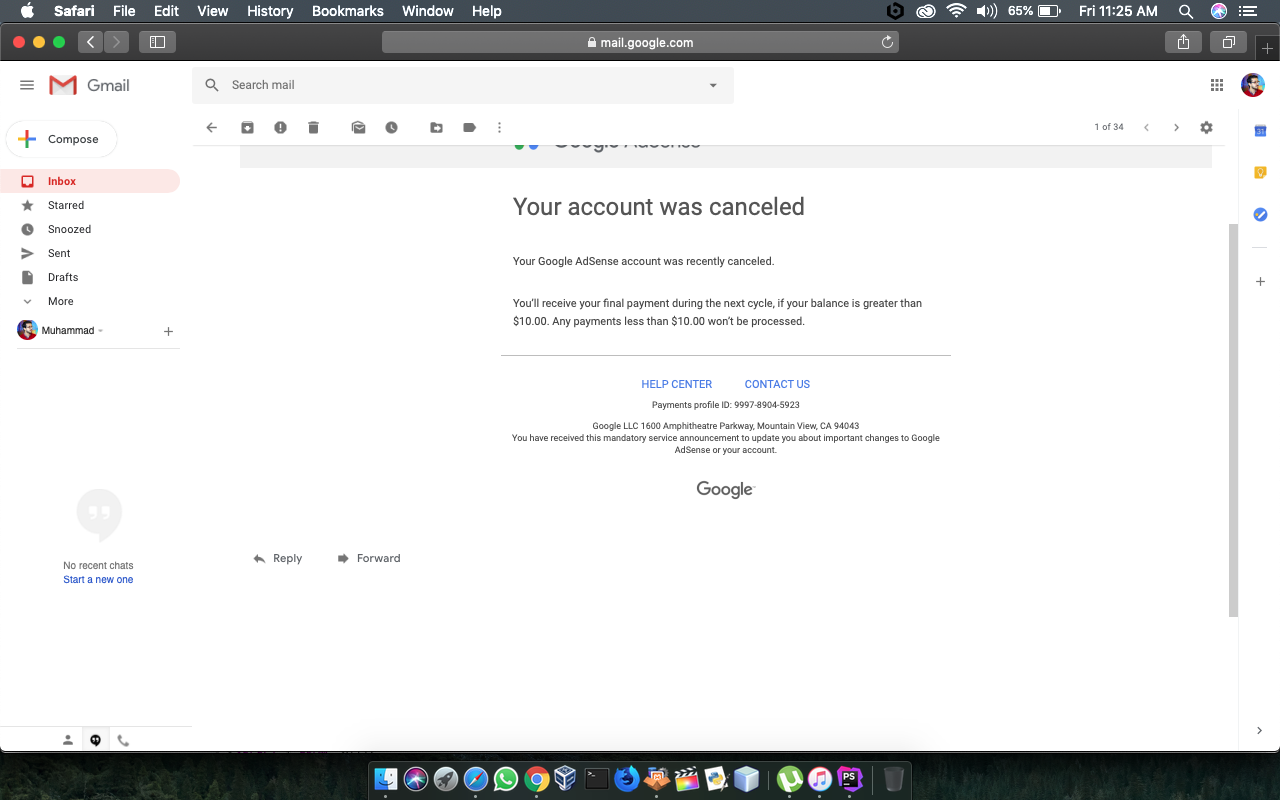 Safari File Edit View History Bookmarks Window Help 65% Fri 11:25 AM
mail.google.com
Gmail
Search mail
Compose
1 of 34
Google AdSense
Inbox
Starred
Snoozed
Sent
Drafts
More
Muhammad
No recent chats
Start a new one
Your account was canceled
Your Google AdSense account was recently canceled.
You'll receive your final payment during the next cycle, if your balance is greater than
$10.00. Any payments less than $10.00 won't be processed.
HELP CENTER CONTACT US
Payments profile ID: 9997-8904-5923
Google LLC 1600 Amphitheatre Parkway, Mountain View, CA 94043
You have received this mandatory service announcement to update you about important changes to Google
AdSense or your account.
Google
Reply Forward
31
PS